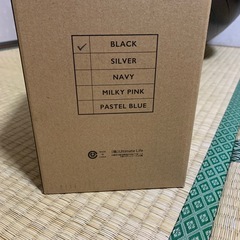 BLACK
SILVER
NAVY
MILKY PINK
PASTEL BLUE